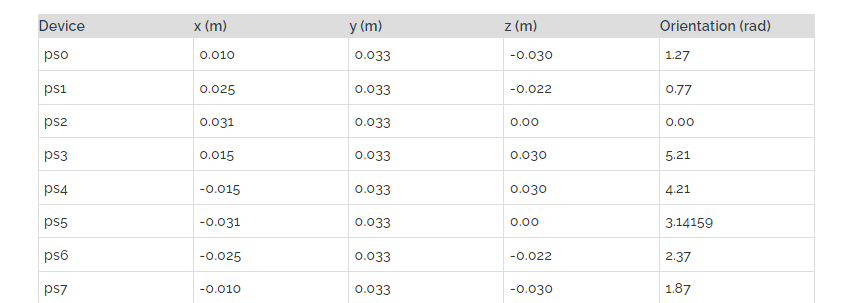 Device x (m) y (m) z (m) Orientation (rad)
ps0 0.010 0.033 -0.030 1.27
ps1 0.025 0.033 -0.022 0.77
ps2 0.031 0.033 0.00 0.00
ps3 0.015 0.033 0.030 5.21
ps4 -0.015 0.033 0.030 4.21
ps5 -0.031 0.033 0.00 3.14159
ps6 -0.025 0.033 -0.022 2.37
ps7 -0.010 0.033 -0.030 1.87